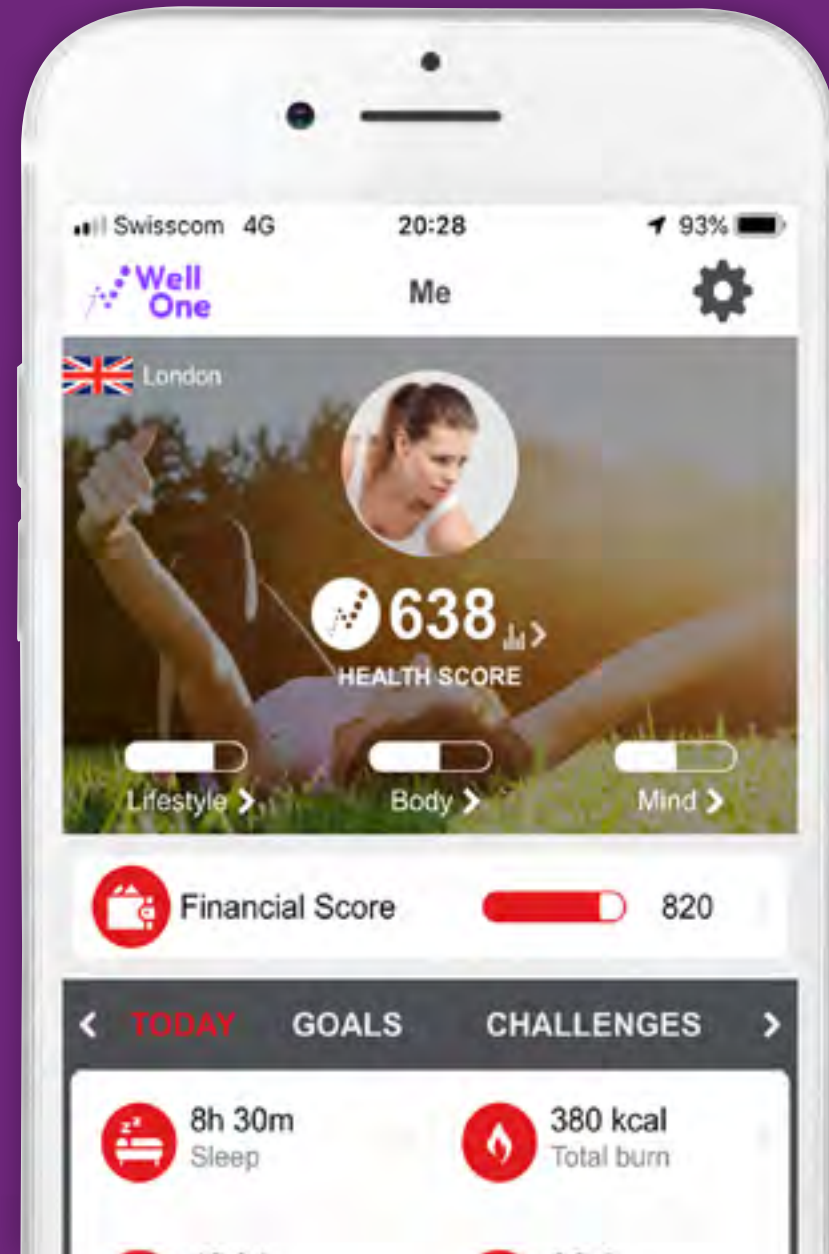 Swisscom 4G 20:28 93%
Well
One
Me
London
638
HEALTH SCORE
Lifestyle Body Mind
Financial Score 820
TODAY GOALS CHALLENGES
8h 30m 380 kcal
Sleep Total burn